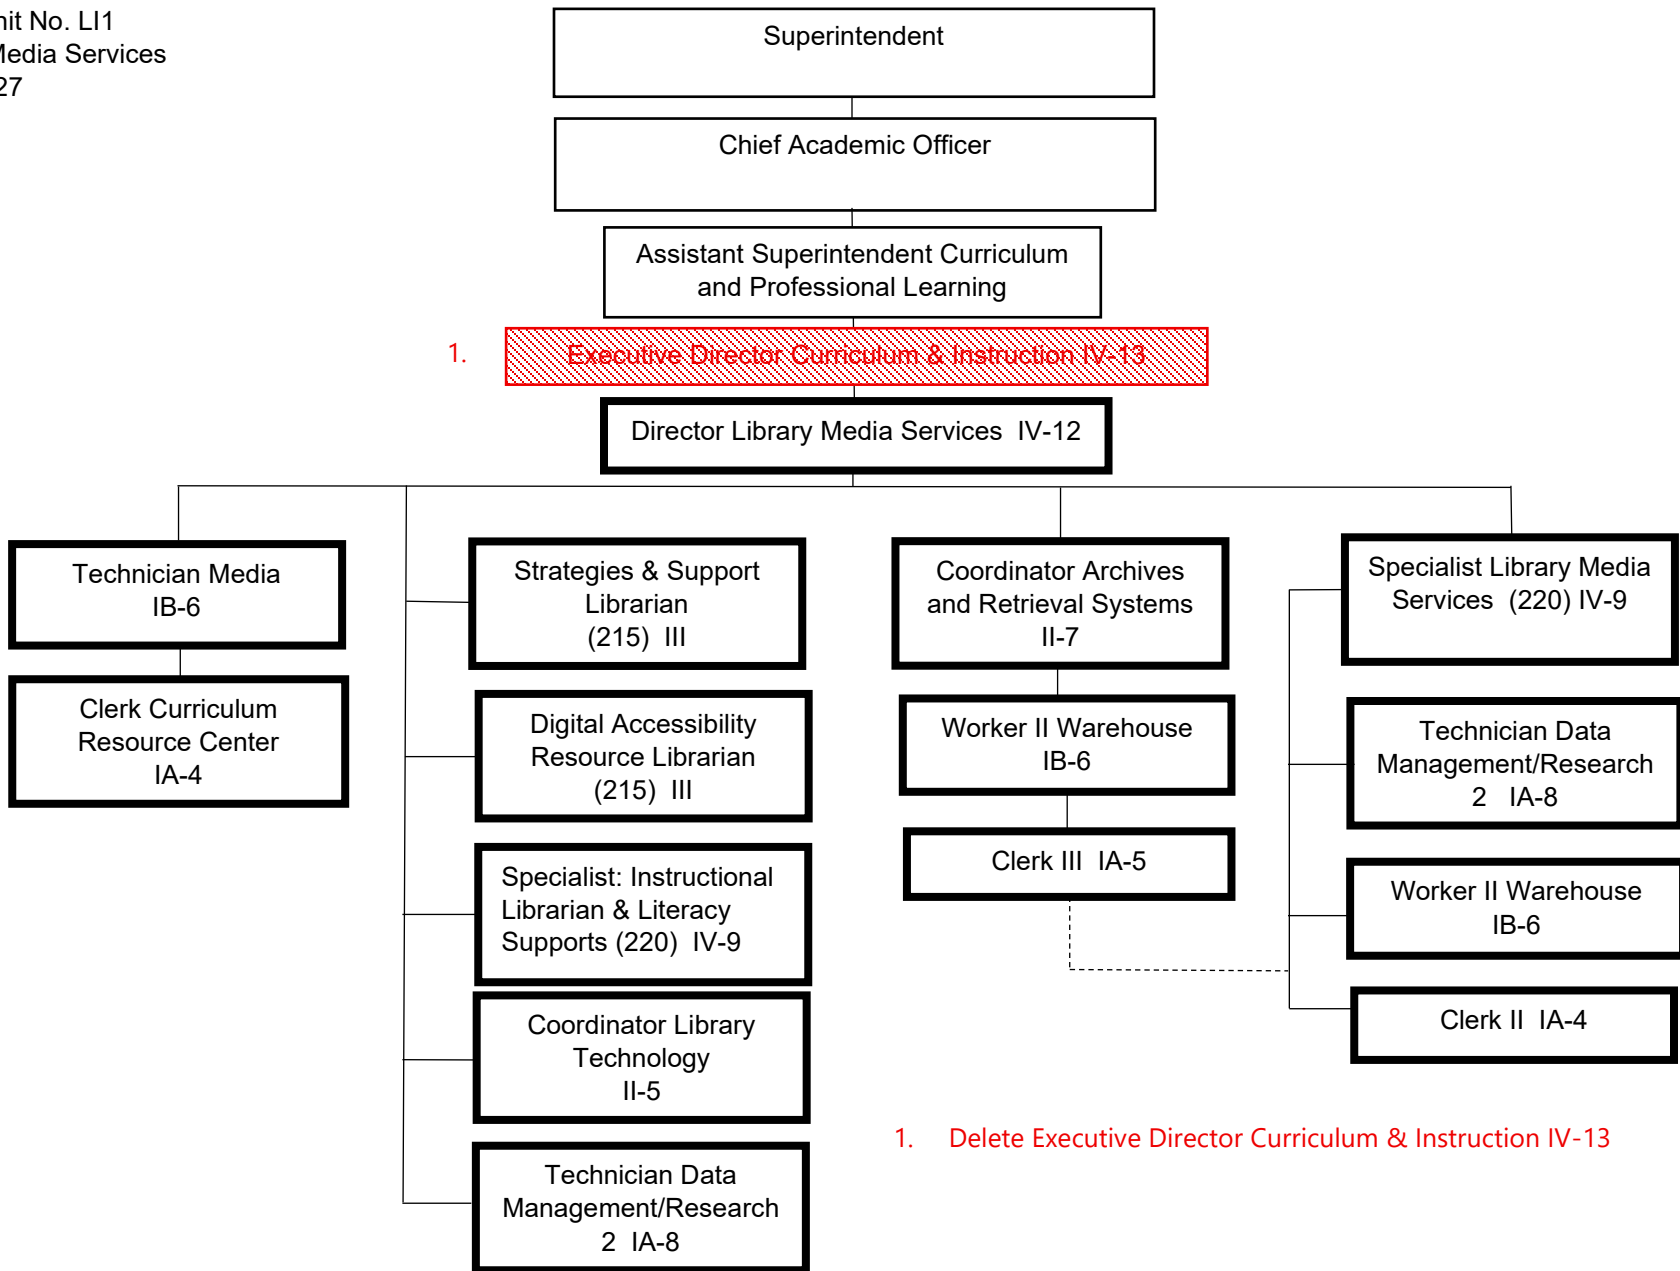 nit No. LI1
Media Services
27
Superintendent
Chief Academic Officer
Assistant Superintendent Curriculum
and Professional Learning
1.
Executive Director Curriculum & Instruction IV-13
Director Library Media Services IV-12
Technician Media
IB-6
Clerk Curriculum
Resource Center
IA-4
Strategies & Support
Librarian
(215) III
Digital Accessibility
Resource Librarian
(215) III
Specialist: Instructional
Librarian & Literacy
Supports (220) IV-9
Coordinator Library
Technology
II-5
Technician Data
Management/Research
2 IA-8
Coordinator Archives
and Retrieval Systems
II-7
Worker II Warehouse
IB-6
Clerk III IA-5
Specialist Library Media
Services (220) IV-9
Technician Data
Management/Research
2 IA-8
Worker II Warehouse
IB-6
Clerk II IA-4
1. Delete Executive Director Curriculum & Instruction IV-13